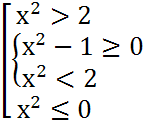 x² > 2
x² − 1 ≥ 0
x² < 2
x² ≤ 0